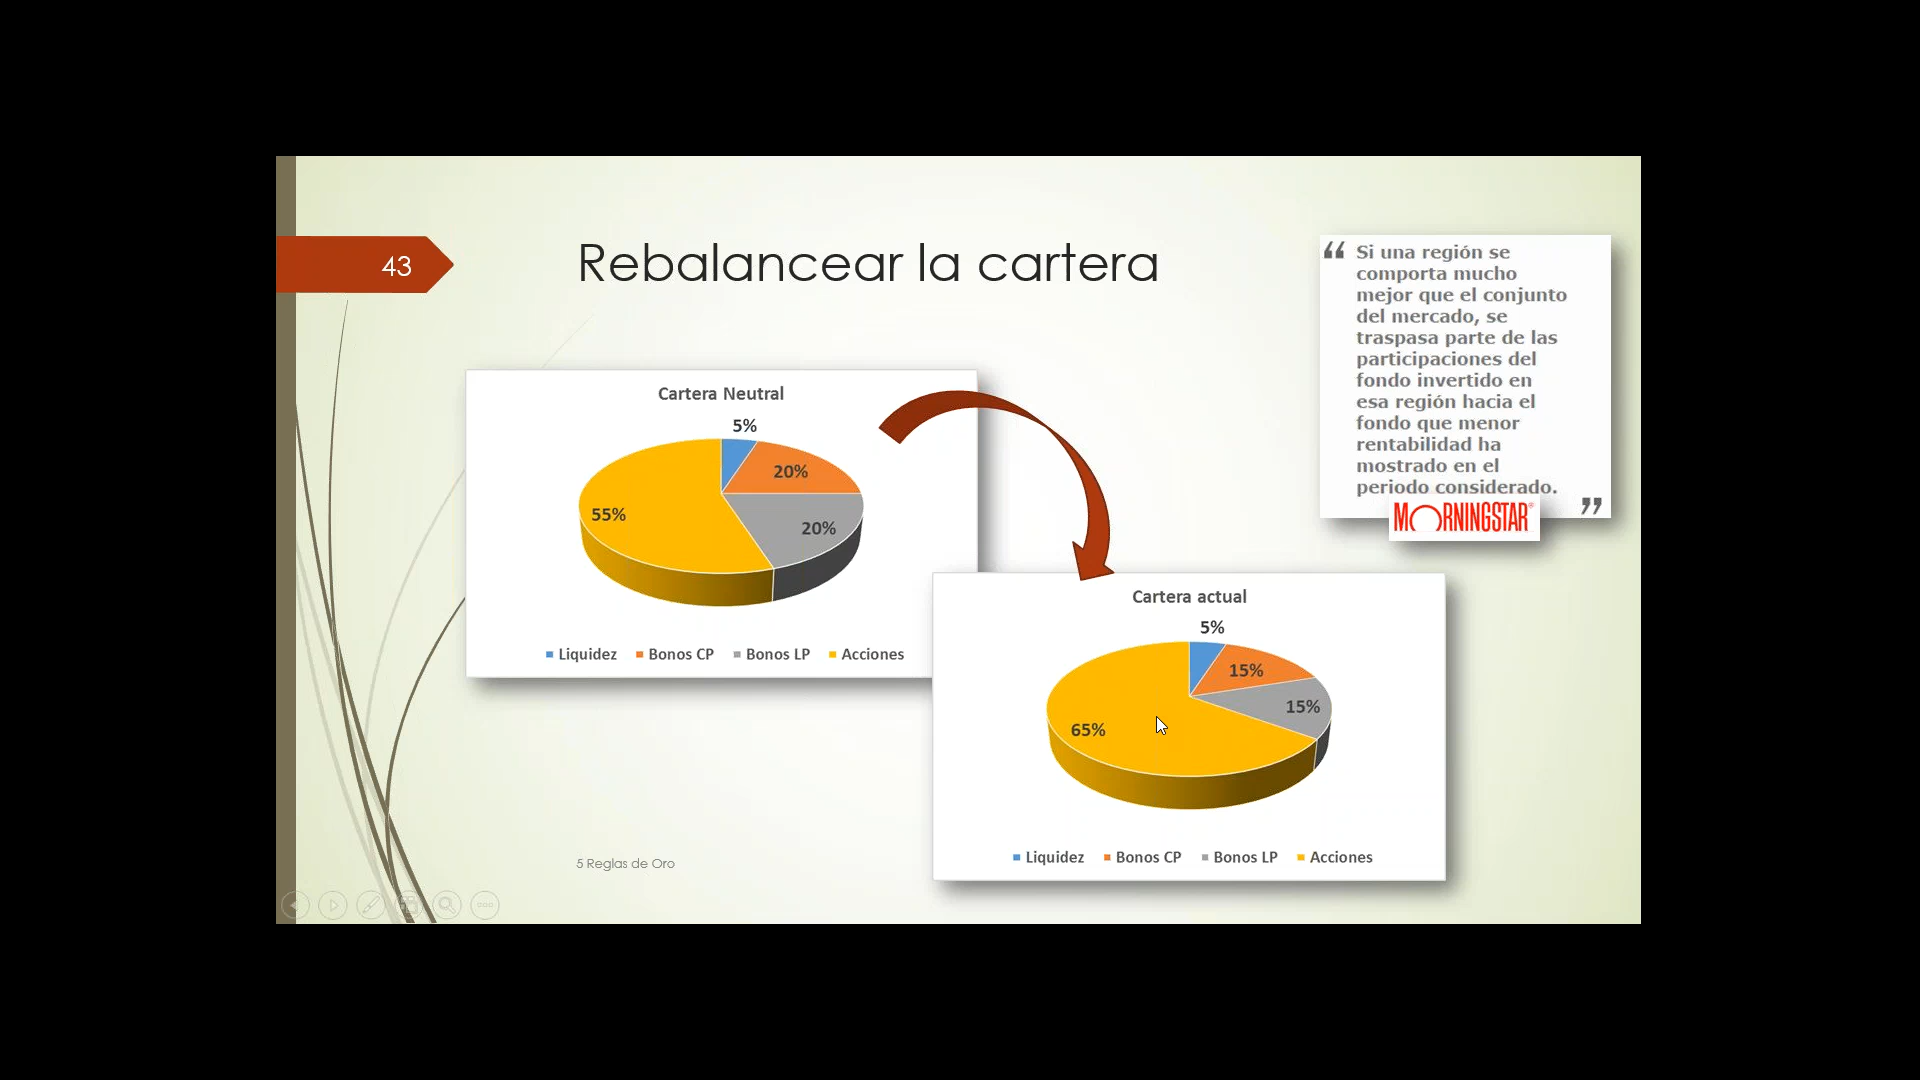 43
Rebalancear la cartera
“ Si una región se
comporta mucho
mejor que el conjunto
del mercado, se
traspasa parte de las
participaciones del
fondo invertido en
esa región hacia el
fondo que menor
rentabilidad ha
mostrado en el
periodo considerado. ”
MORNINGSTAR®
Cartera Neutral
5%
20%
55%
20%
Liquidez Bonos CP Bonos LP Acciones
Cartera actual
5%
15%
15%
65%
Liquidez Bonos CP Bonos LP Acciones
5 Reglas de Oro